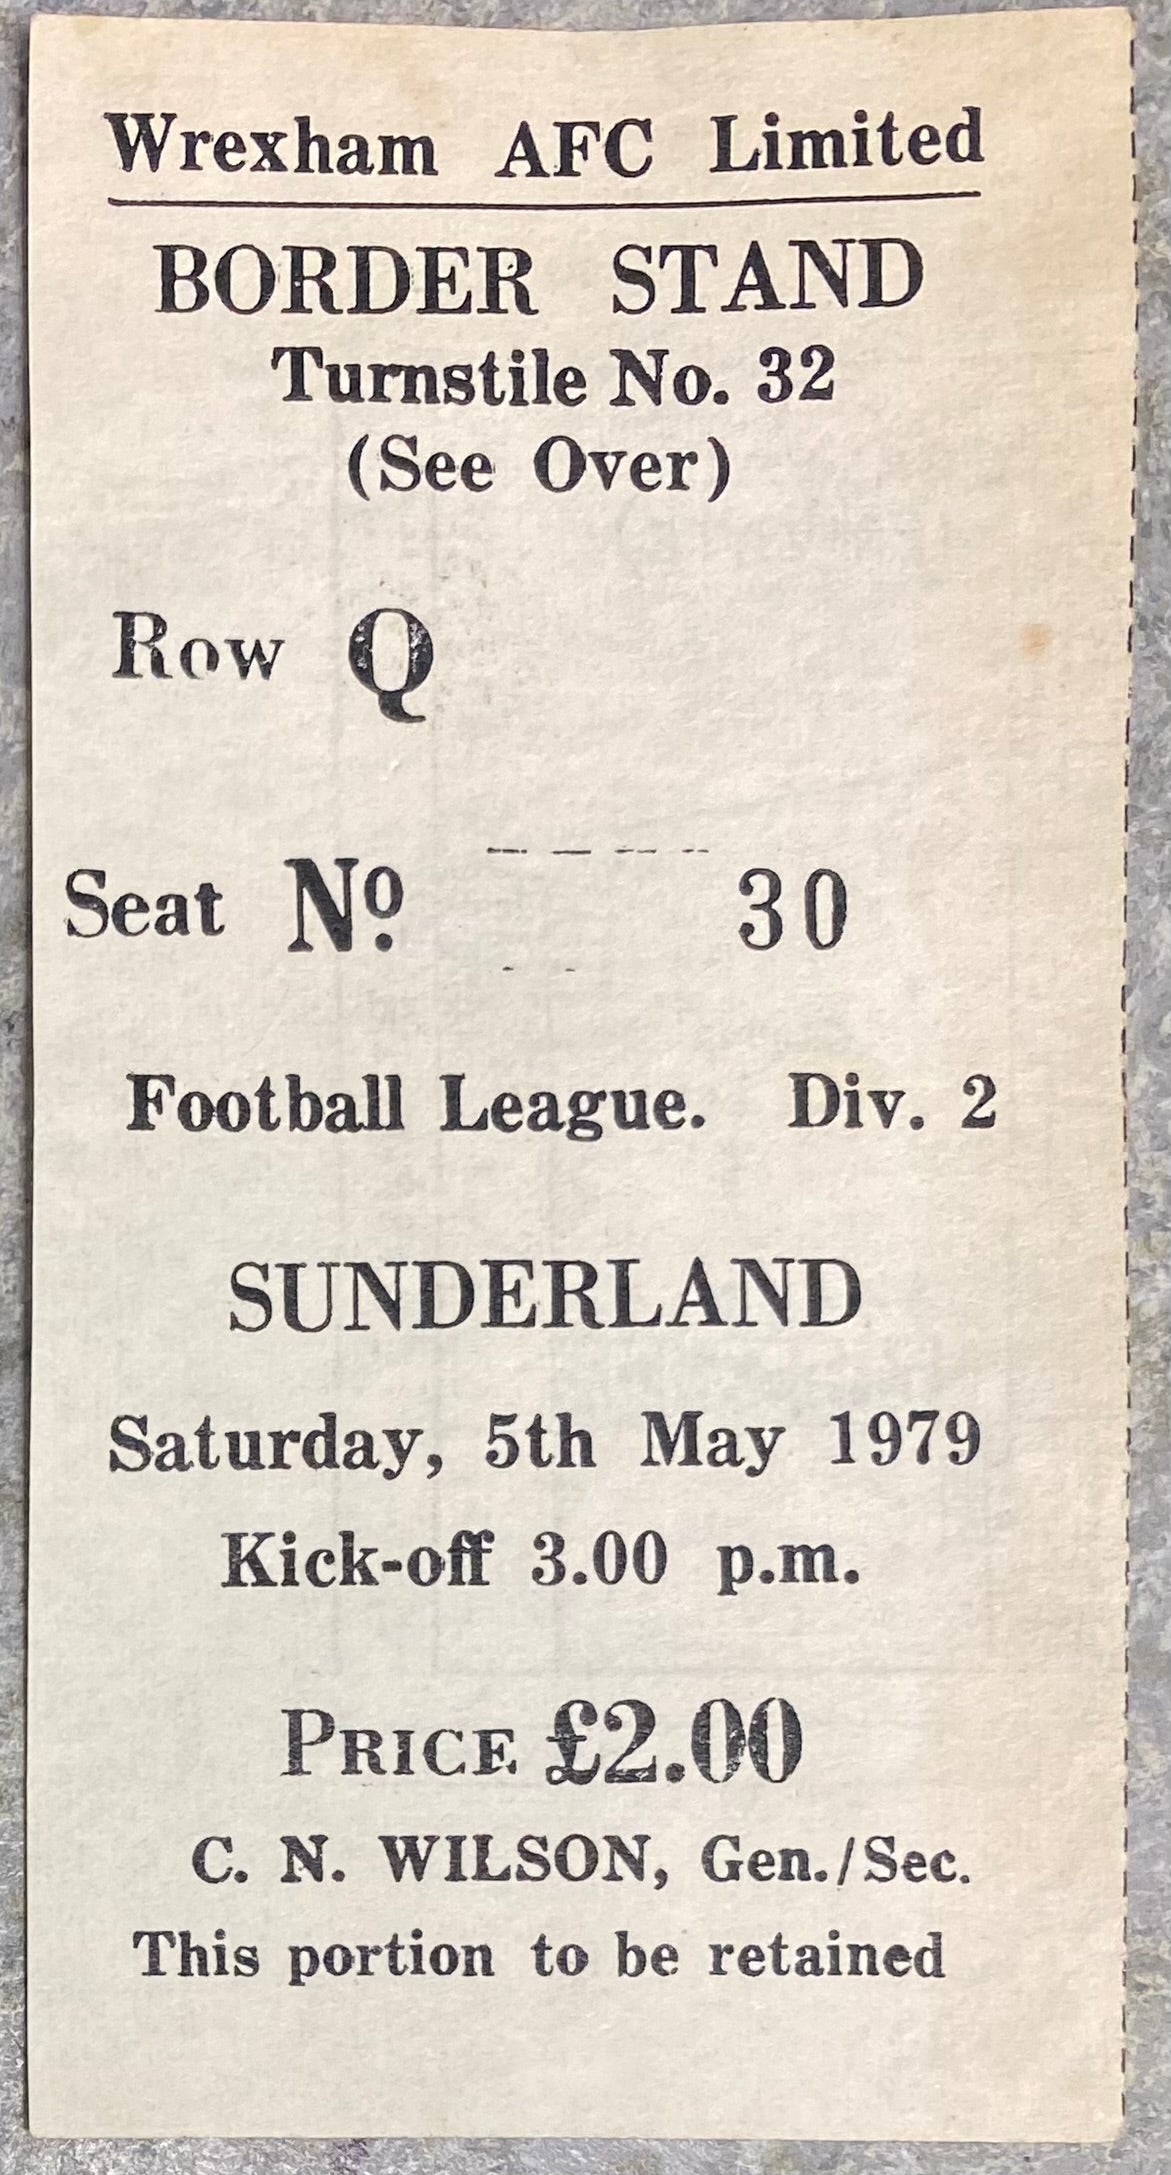 Wrexham AFC Limited
BORDER STAND
Turnstile No. 32
(See Over)
Row Q
Seat Nº 30
Football League. Div. 2
SUNDERLAND
Saturday, 5th May 1979
Kick-off 3.00 p.m.
PRICE £2.00
C. N. WILSON, Gen./Sec.
This portion to be retained